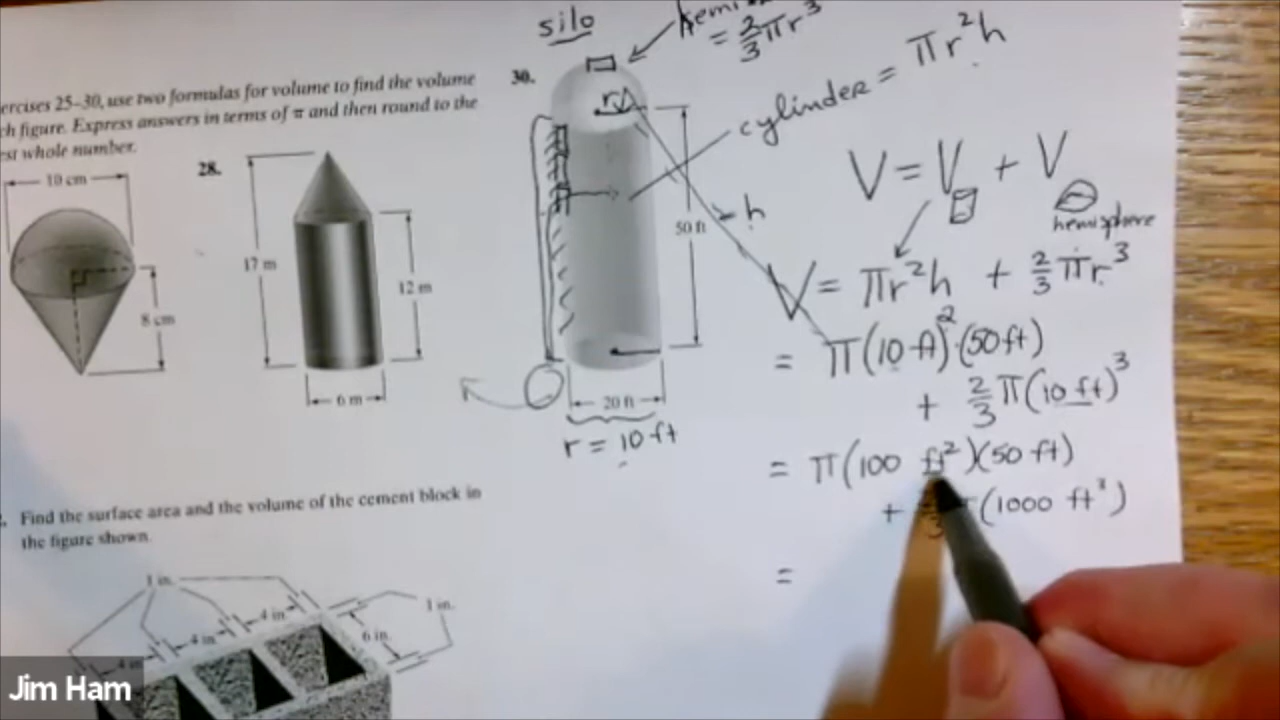 silo
= 2/3 πr³
ercises 25–30, use two formulas for volume to find the volume
ch figure. Express answers in terms of π and then round to the
est whole number.
30.
r
cylinder = πr²h
10 cm
28.
V = V + V
hemisphere
h
50 ft
17 m
12 m
8 cm
V = πr²h + 2/3 πr³
= π(10 ft)²·(50 ft)
+ 2/3 π(10 ft)³
6 m
20 ft
r = 10 ft
= π(100 ft²)(50 ft)
+ (1000 ft³)
=
Find the surface area and the volume of the cement block in
the figure shown.
1 in.
4 in
4 in
4 in
1 in.
6 in.
Jim Ham